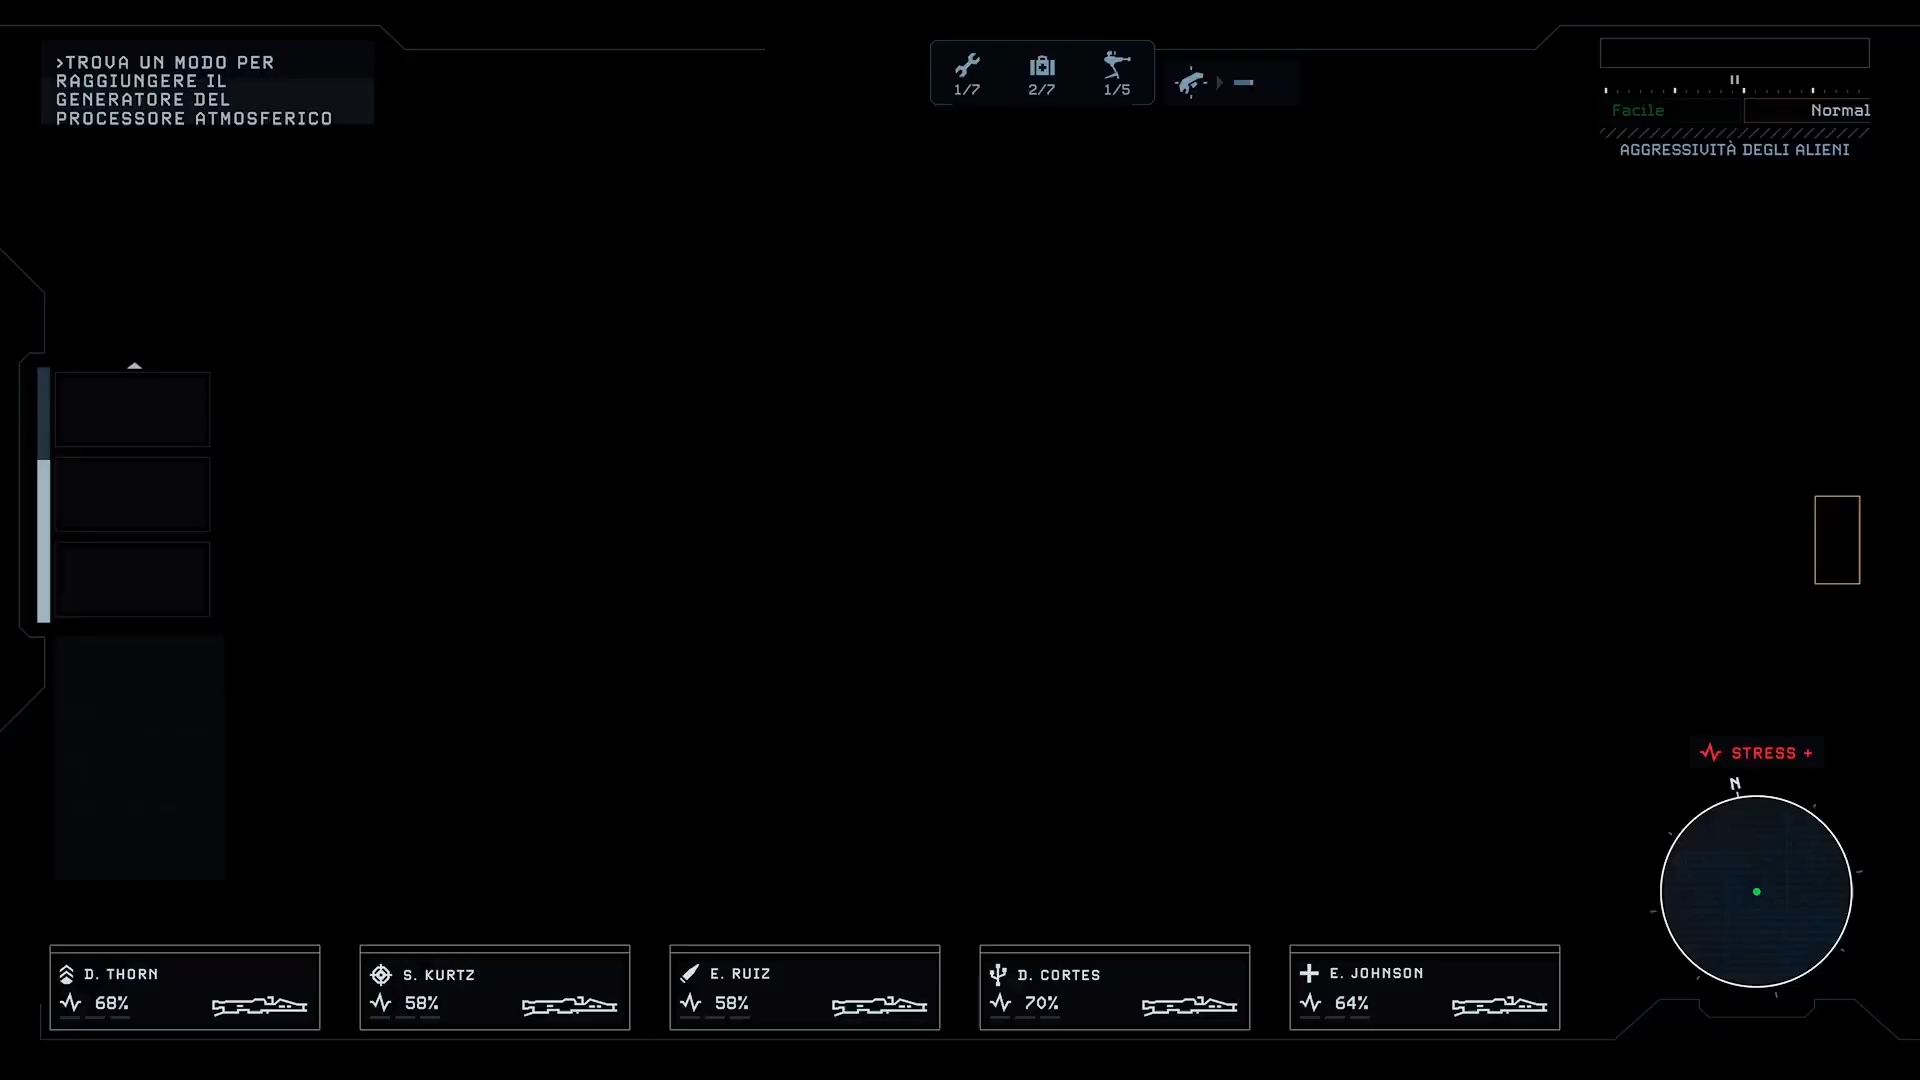 >TROVA UN MODO PER
RAGGIUNGERE IL
GENERATORE DEL
PROCESSORE ATMOSFERICO
1/7
2/7
1/5
Facile
Normal
AGGRESSIVITÀ DEGLI ALIENI
STRESS +
N
D. THORN
68%
S. KURTZ
58%
E. RUIZ
58%
D. CORTES
70%
E. JOHNSON
64%